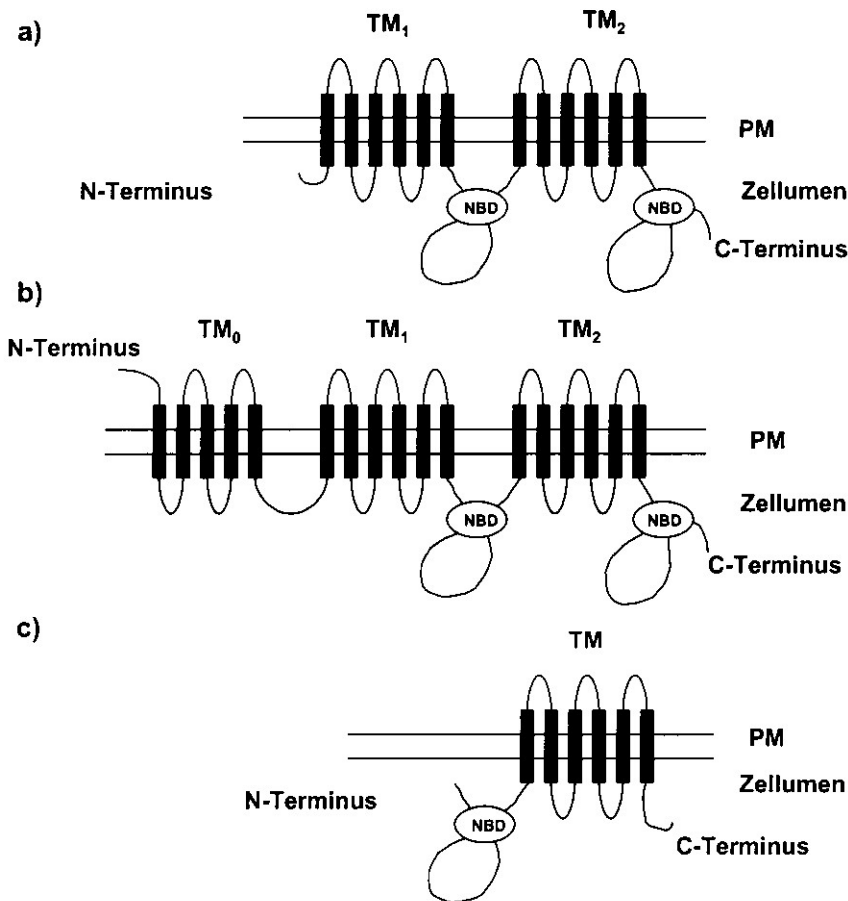 a)
TM₁ TM₂
PM
N-Terminus
Zellumen
NBD NBD
C-Terminus
b)
TM₀ TM₁ TM₂
N-Terminus
PM
Zellumen
NBD NBD
C-Terminus
c)
TM
PM
Zellumen
N-Terminus
NBD
C-Terminus